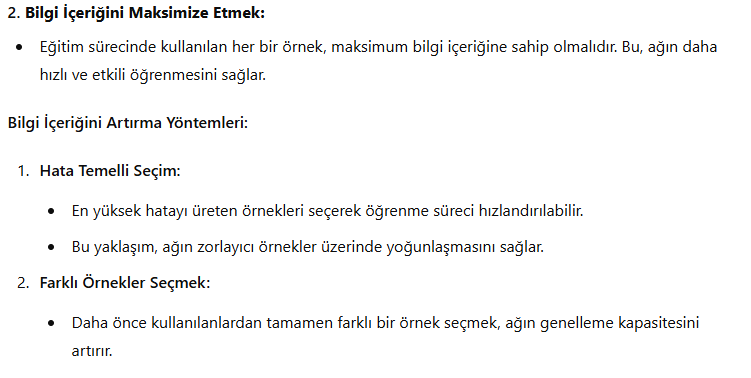 2. Bilgi İçeriğini Maksimize Etmek:
• Eğitim sürecinde kullanılan her bir örnek, maksimum bilgi içeriğine sahip olmalıdır. Bu, ağın daha
hızlı ve etkili öğrenmesini sağlar.
Bilgi İçeriğini Artırma Yöntemleri:
1. Hata Temelli Seçim:
• En yüksek hatayı üreten örnekleri seçerek öğrenme süreci hızlandırılabilir.
• Bu yaklaşım, ağın zorlayıcı örnekler üzerinde yoğunlaşmasını sağlar.
2. Farklı Örnekler Seçmek:
• Daha önce kullanılanlardan tamamen farklı bir örnek seçmek, ağın genelleme kapasitesini
artırır.